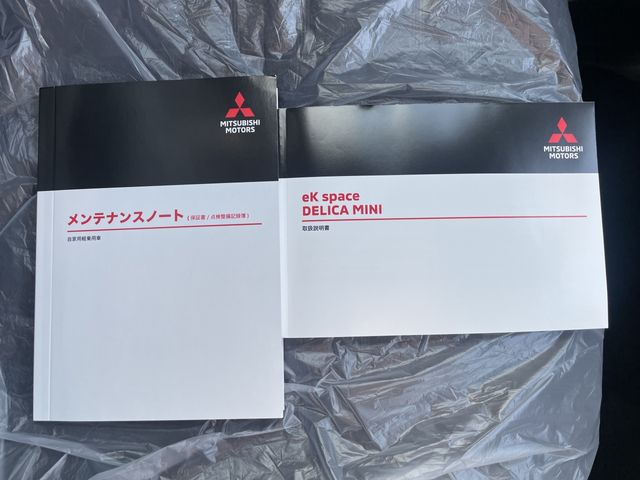 MITSUBISHI
MOTORS
メンテナンスノート(保証書/点検整備記録簿)
自家用軽乗用車
MITSUBISHI
MOTORS
eK space
DELICA MINI
取扱説明書